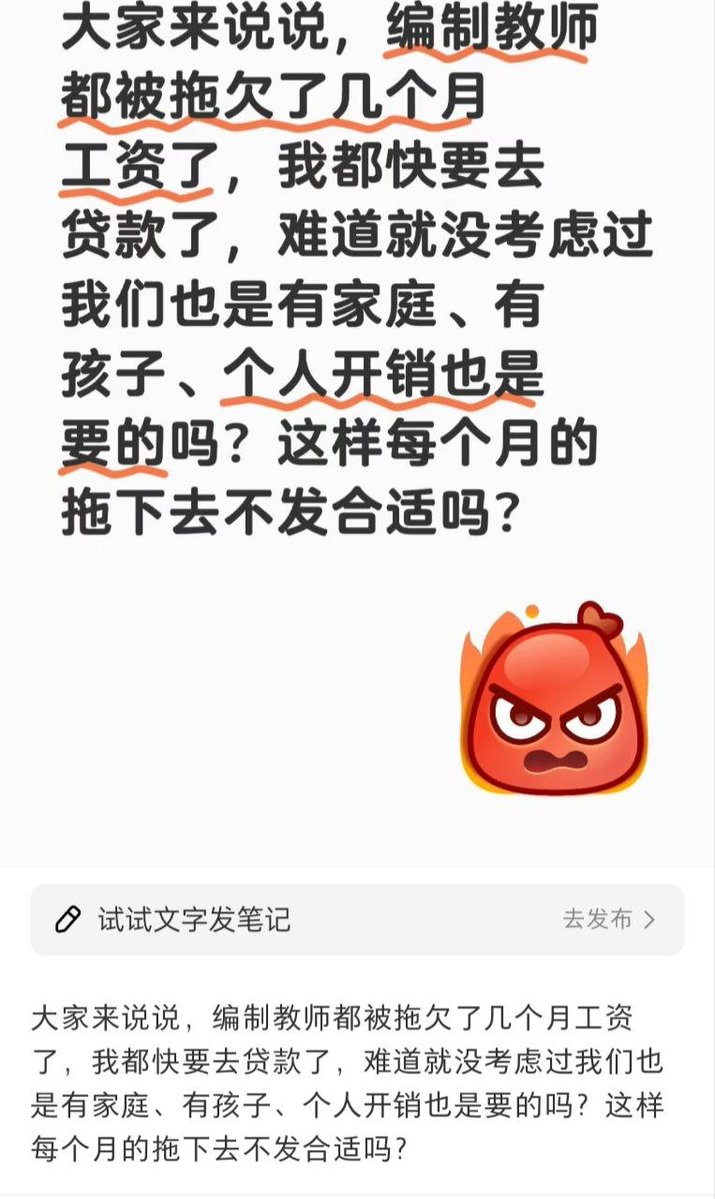 大家来说说，编制教师
都被拖欠了几个月
工资了，我都快要去
贷款了，难道就没考虑过
我们也是有家庭、有
孩子、个人开销也是
要的吗？这样每个月的
拖下去不发合适吗？
试试文字发笔记
去发布
大家来说说，编制教师都被拖欠了几个月工资
了，我都快要去贷款了，难道就没考虑过我们也
是有家庭、有孩子、个人开销也是要的吗？这样
每个月的拖下去不发合适吗？